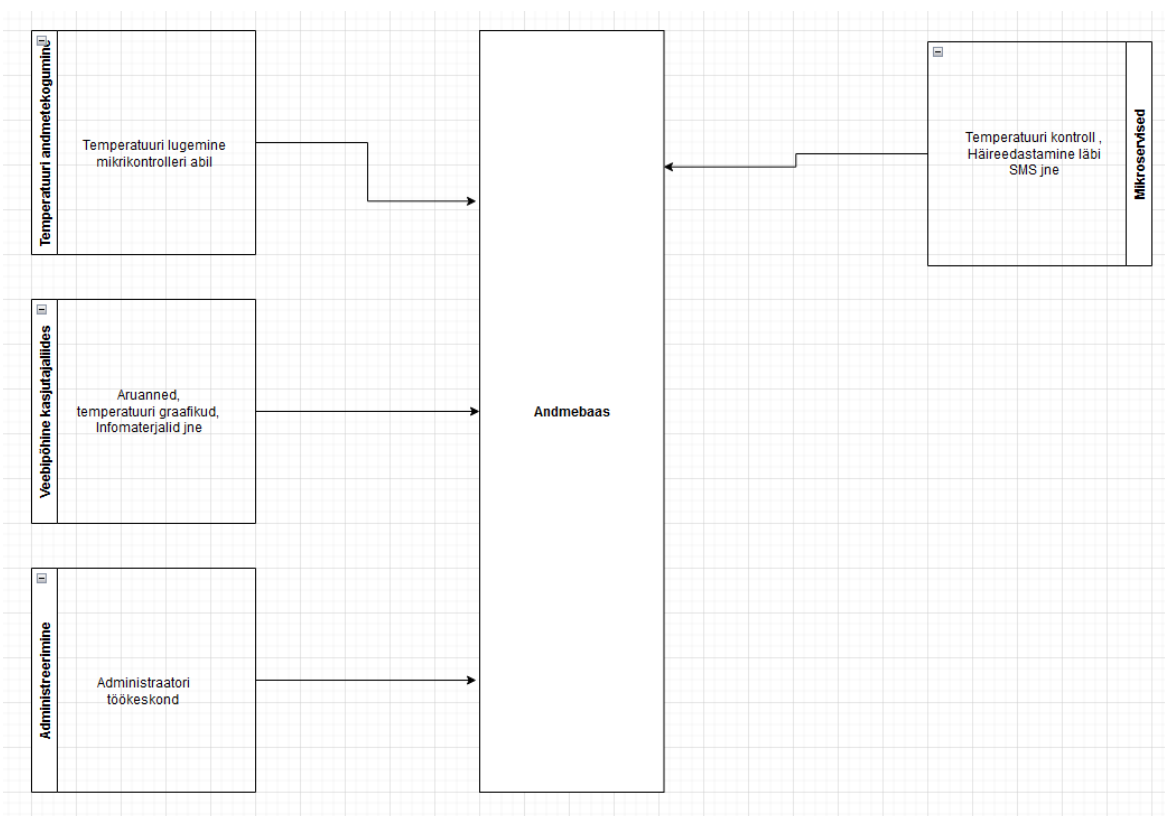 Temperatuuri andmetekogumine
Temperatuuri lugemine
mikrikontrolleri abil
Veebipõhine kasjutajaliides
Aruanned,
temperatuuri graafikud,
Infomaterjalid jne
Administreerimine
Administraatori
töökeskond
Andmebaas
Temperatuuri kontroll ,
Häireedastamine läbi
SMS jne
Mikroservised